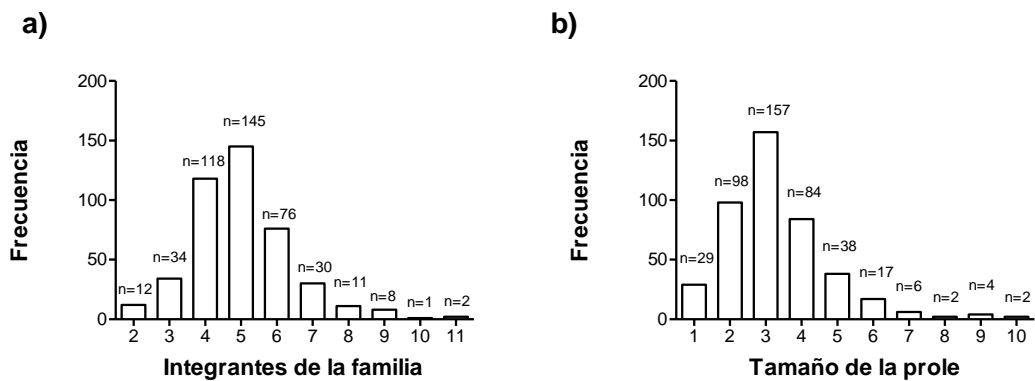 a)
200
150
100
50
0
Frecuencia
n=12
n=34
n=118
n=145
n=76
n=30
n=11
n=8
n=1
n=2
2 3 4 5 6 7 8 9 10 11
Integrantes de la familia
b)
200
150
100
50
0
Frecuencia
n=29
n=98
n=157
n=84
n=38
n=17
n=6
n=2
n=4
n=2
1 2 3 4 5 6 7 8 9 10
Tamaño de la prole